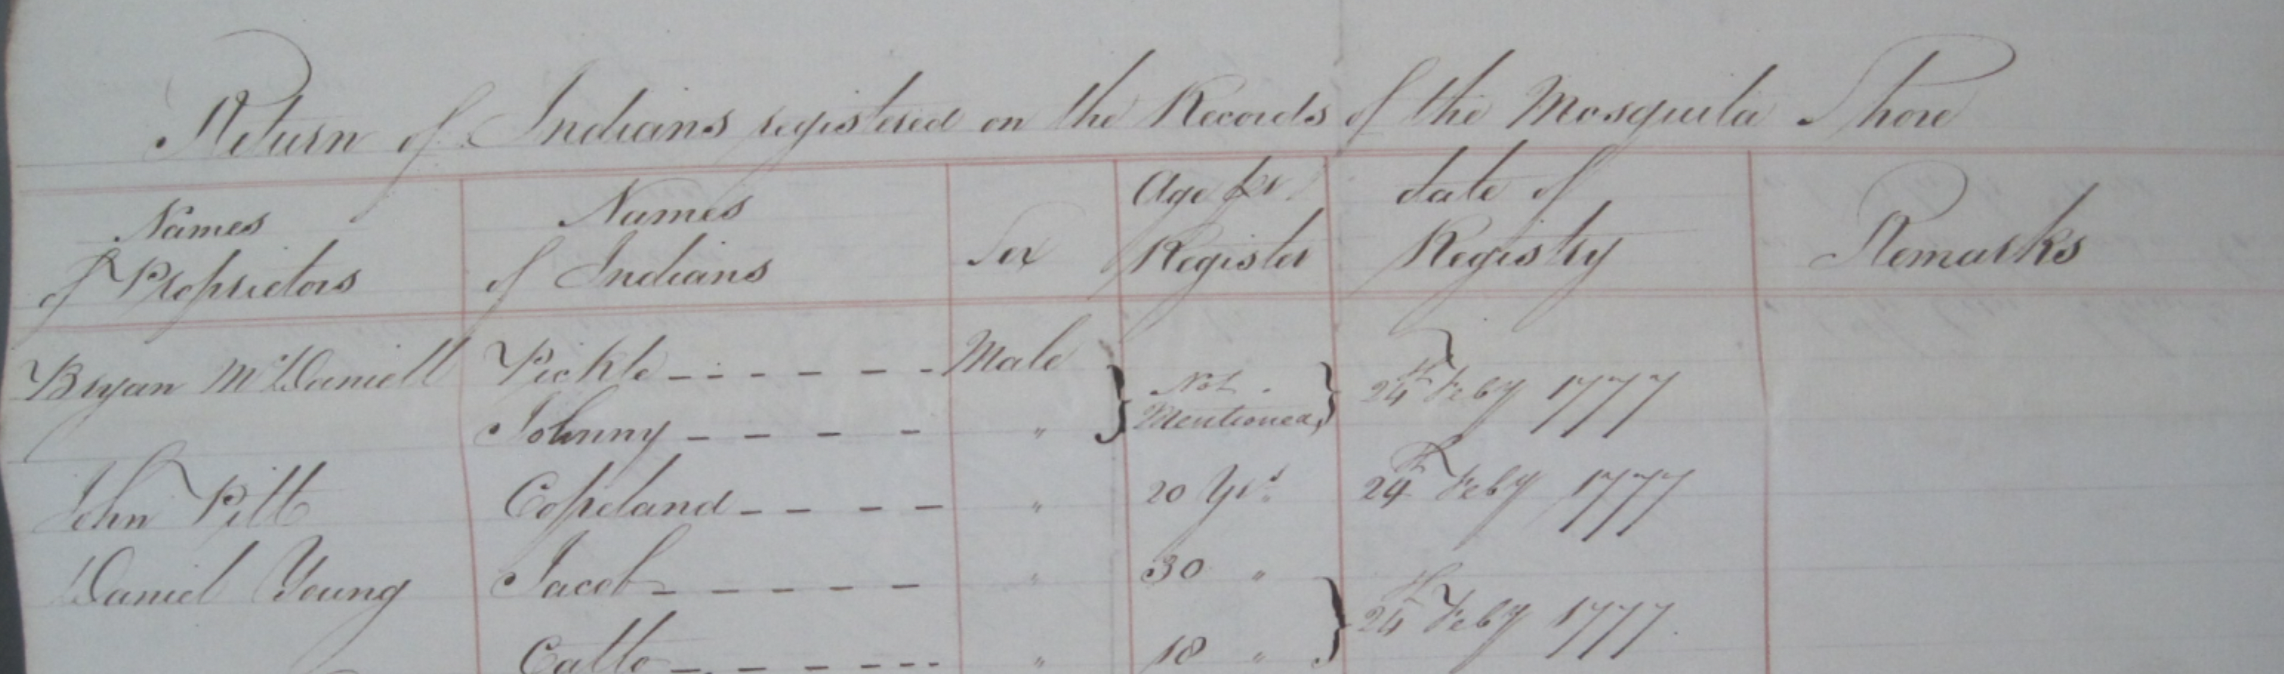 Return of Indians registered on the Records of the Mosquito Shore
Names of Proprietors | Names of Indians | Sex | Age pr. Register | date of Registry | Remarks
Bryan McDaniell | Pickle | Male | Not Mentioned | 24th Feby 1777
Johnny | "
John Pitt | Copeland | " | 20 Yrs. | 24th Feby 1777
Daniel Young | Jacob | " | 30 " | 24th Feby 1777
Catto | " | 18 "